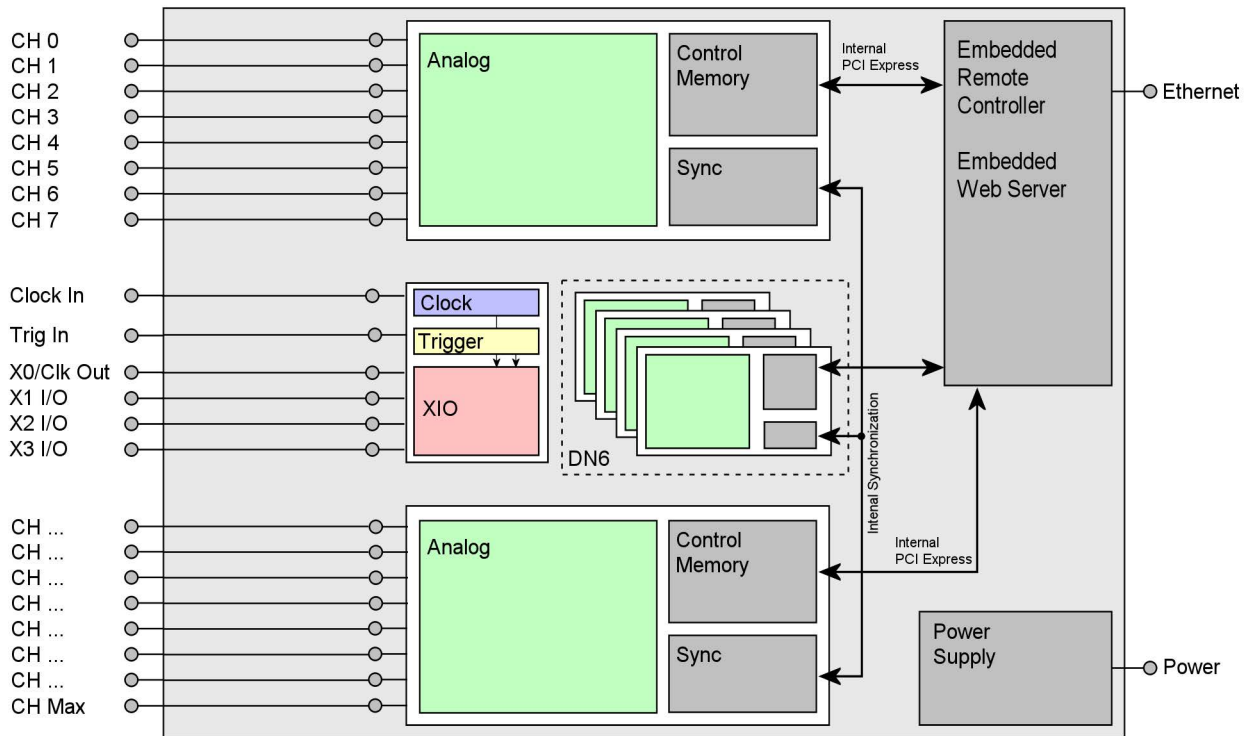 CH 0
CH 1
CH 2
CH 3
CH 4
CH 5
CH 6
CH 7
Analog
Control
Memory
Sync
Internal
PCI Express
Embedded
Remote
Controller
Embedded
Web Server
Ethernet
Clock In
Trig In
X0/Clk Out
X1 I/O
X2 I/O
X3 I/O
Clock
Trigger
XIO
DN6
Intenal Synchronization
CH ...
CH ...
CH ...
CH ...
CH ...
CH ...
CH ...
CH Max
Analog
Control
Memory
Sync
Internal
PCI Express
Power
Supply
Power